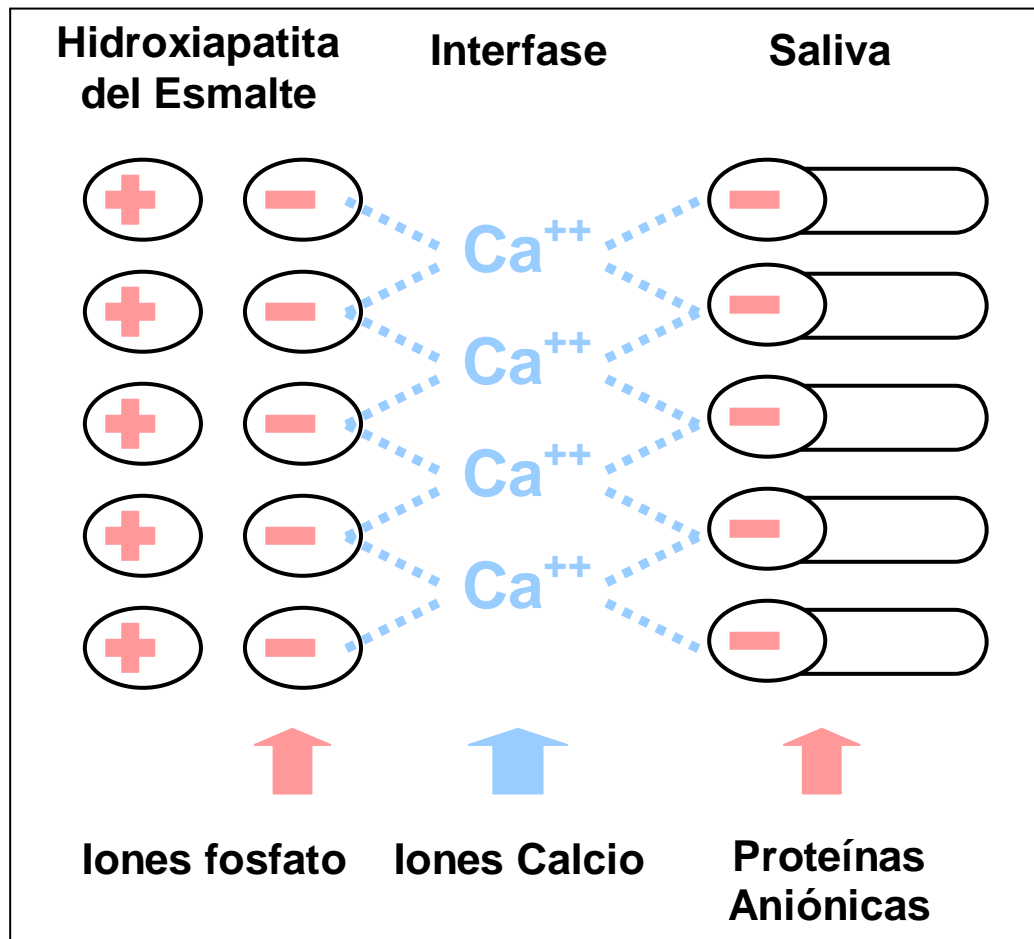 Hidroxiapatita
del Esmalte
Interfase
Saliva
Ca++
Ca++
Ca++
Ca++
Iones fosfato
Iones Calcio
Proteínas
Aniónicas